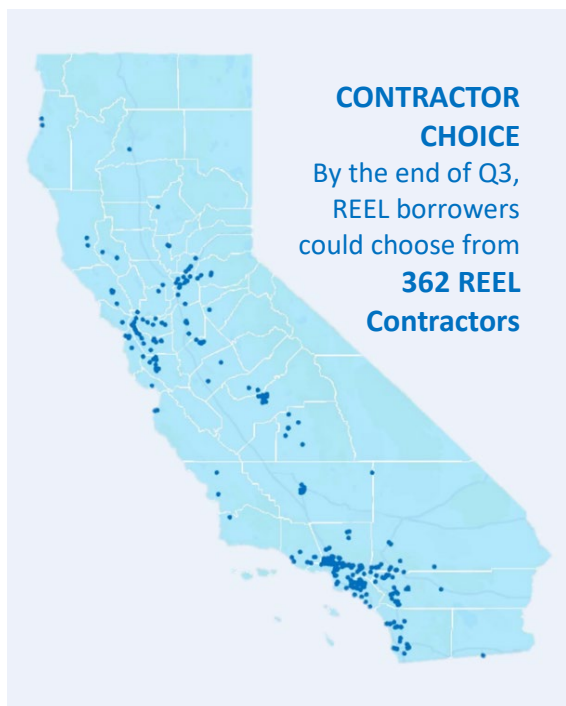 CONTRACTOR
CHOICE
By the end of Q3,
REEL borrowers
could choose from
362 REEL
Contractors